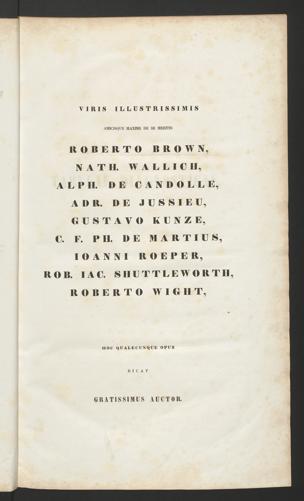 VIRIS ILLUSTRISSIMIS
AMICISQUE MAXIME DE SE MERITIS
ROBERTO BROWN,
NATH. WALLICH,
ALPH. DE CANDOLLE,
ADR. DE JUSSIEU,
GUSTAVO KUNZE,
C. F. PH. DE MARTIUS,
IOANNI ROEPER,
ROB. IAC. SHUTTLEWORTH,
ROBERTO WIGHT,
HOC QUALECUNQUE OPUS
DICAT
GRATISSIMUS AUCTOR.